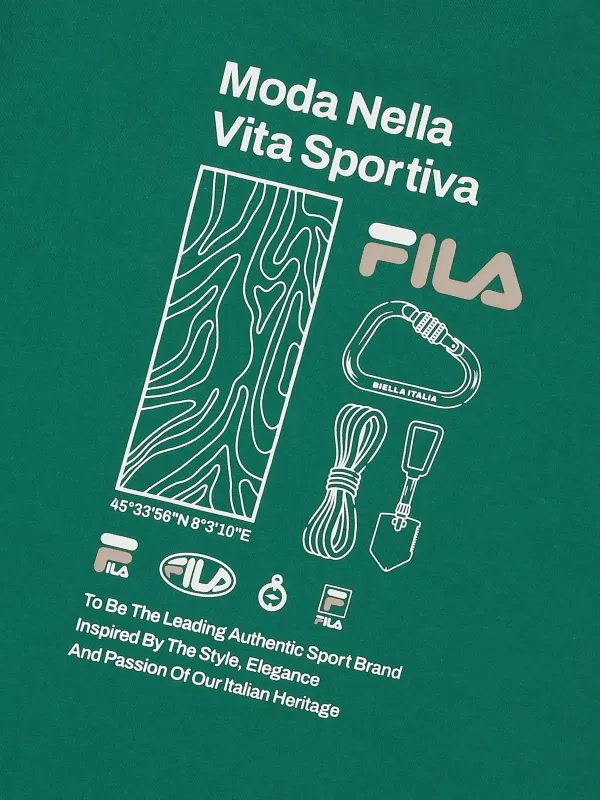 Moda Nella
Vita Sportiva
FILA
BIELLA ITALIA
45°33'56"N 8°3'10"E
FILA
FILA
FILA
To Be The Leading Authentic Sport Brand
Inspired By The Style, Elegance
And Passion Of Our Italian Heritage